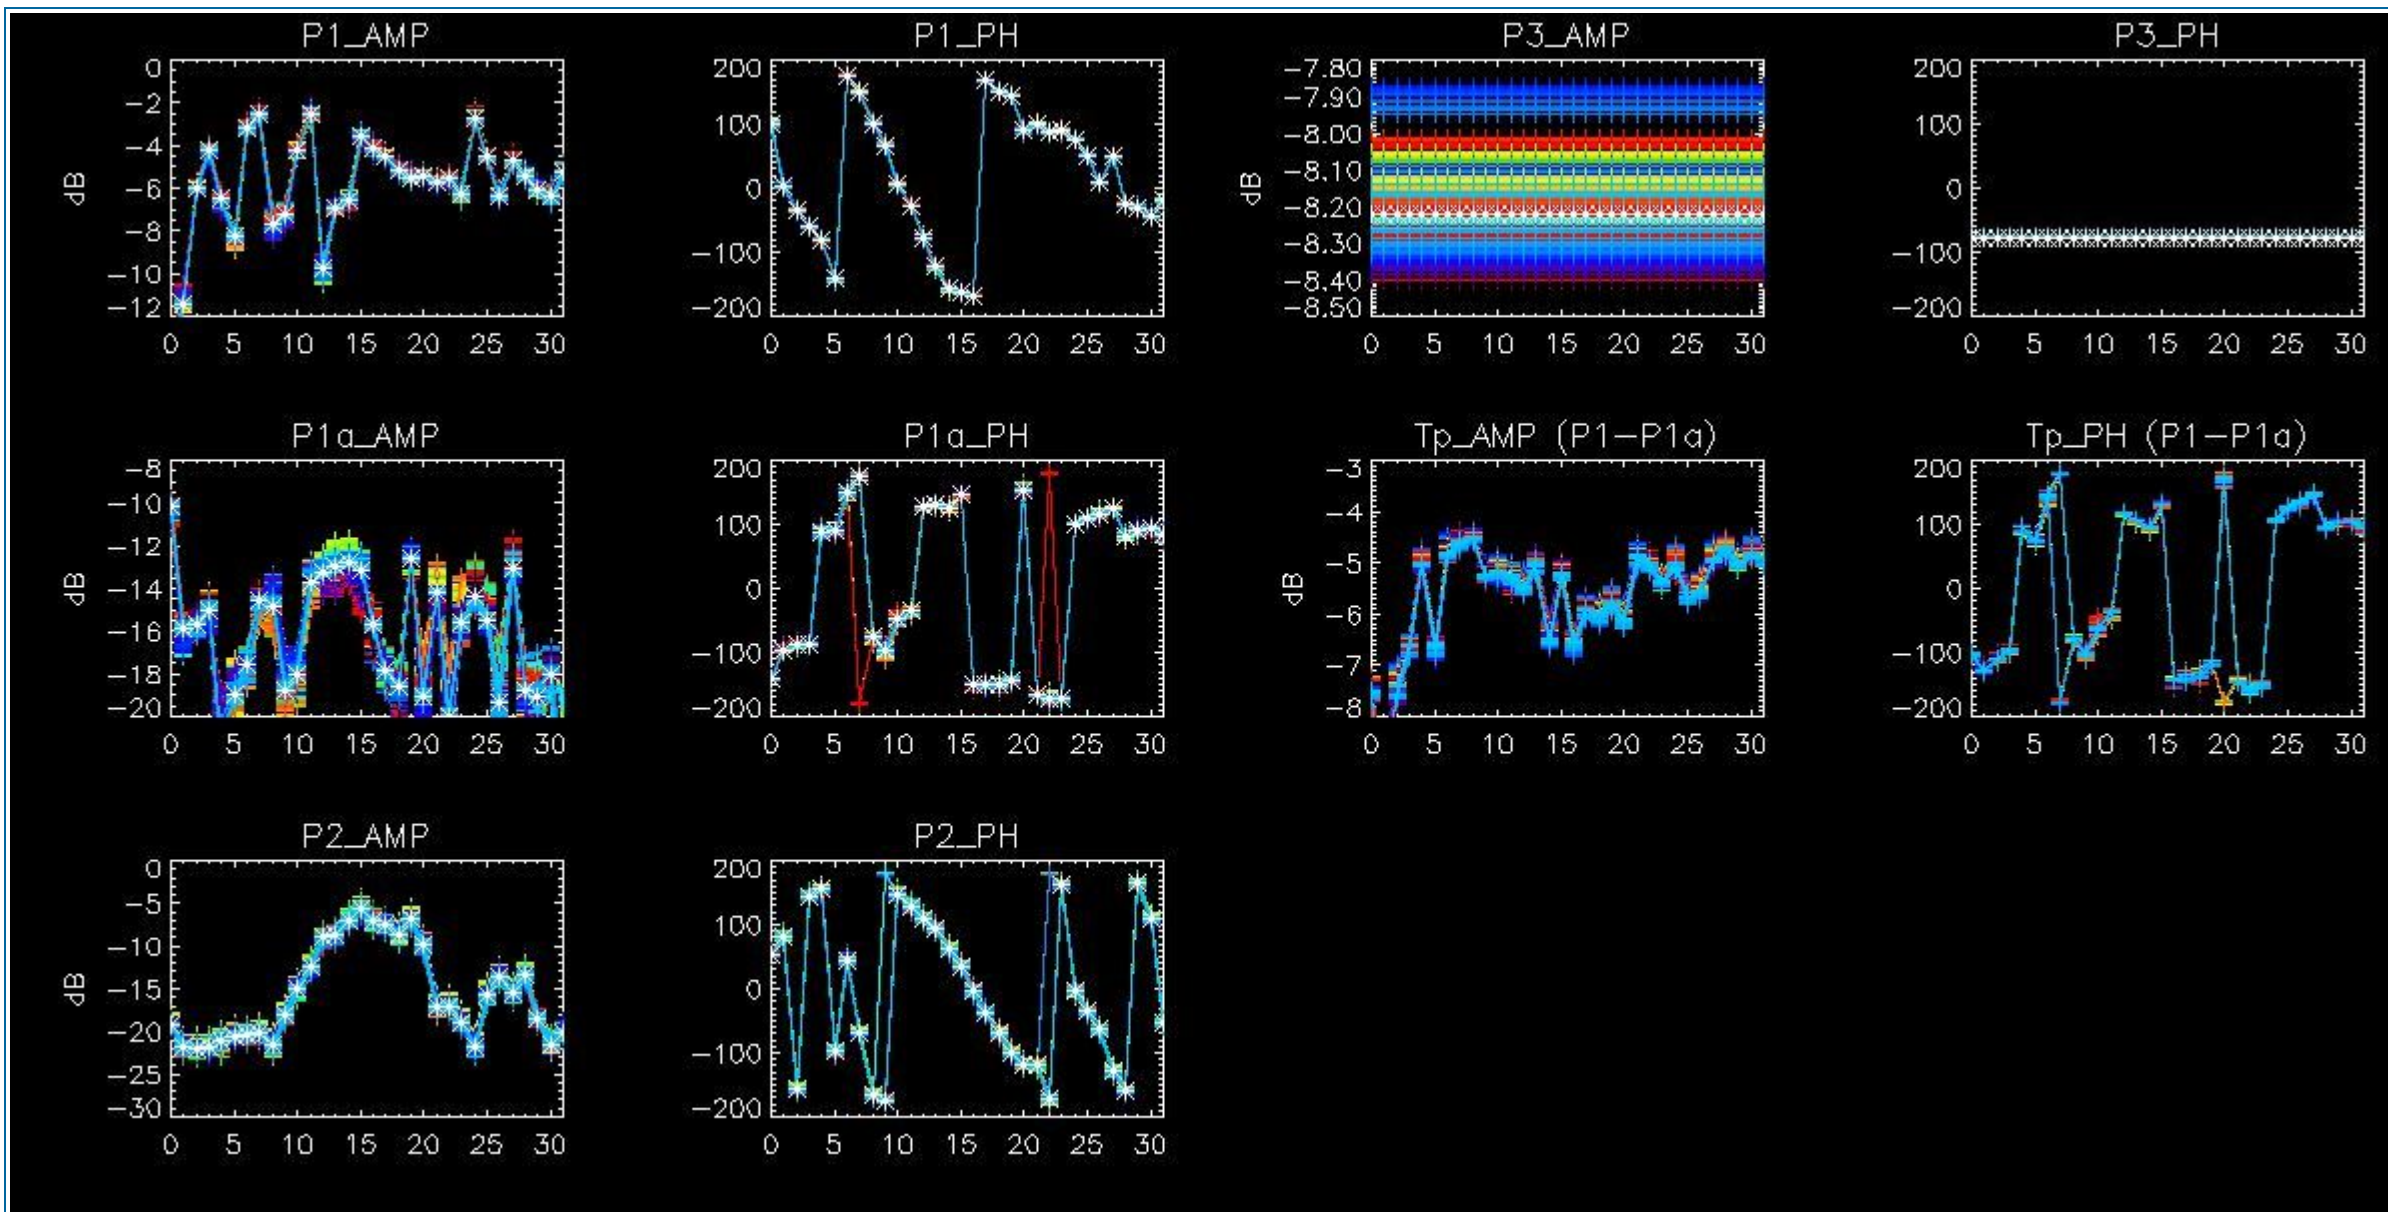 P1_AMP P1_PH P3_AMP P3_PH
0 200 −7.80 200
−2 −7.90
−4 100 −8.00 100
dB −6 0 dB −8.10 0
−8 −8.20
−10 −100 −8.30 −100
−12 −200 −8.40 −200
−8.50
0 5 10 15 20 25 30 0 5 10 15 20 25 30 0 5 10 15 20 25 30 0 5 10 15 20 25 30
P1a_AMP P1a_PH Tp_AMP (P1−P1a) Tp_PH (P1−P1a)
−8 200 −3 200
−10 100 −4 100
−12
dB −14 0 dB −5 0
−16 −6
−18 −100 −7 −100
−20 −200 −8 −200
0 5 10 15 20 25 30 0 5 10 15 20 25 30 0 5 10 15 20 25 30 0 5 10 15 20 25 30
P2_AMP P2_PH
0 200
−5 100
−10
dB −15 0
−20
−25 −100
−30 −200
0 5 10 15 20 25 30 0 5 10 15 20 25 30